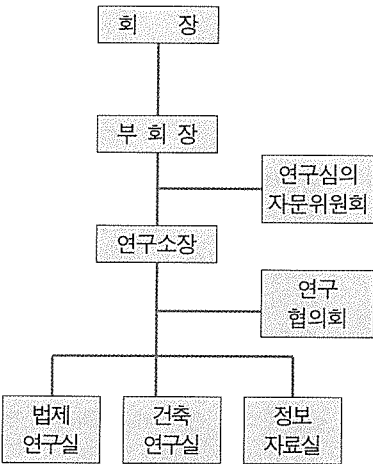 회 장
부 회 장
연구심의
자문위원회
연구소장
연구
협의회
법제
연구실
건축
연구실
정보
자료실